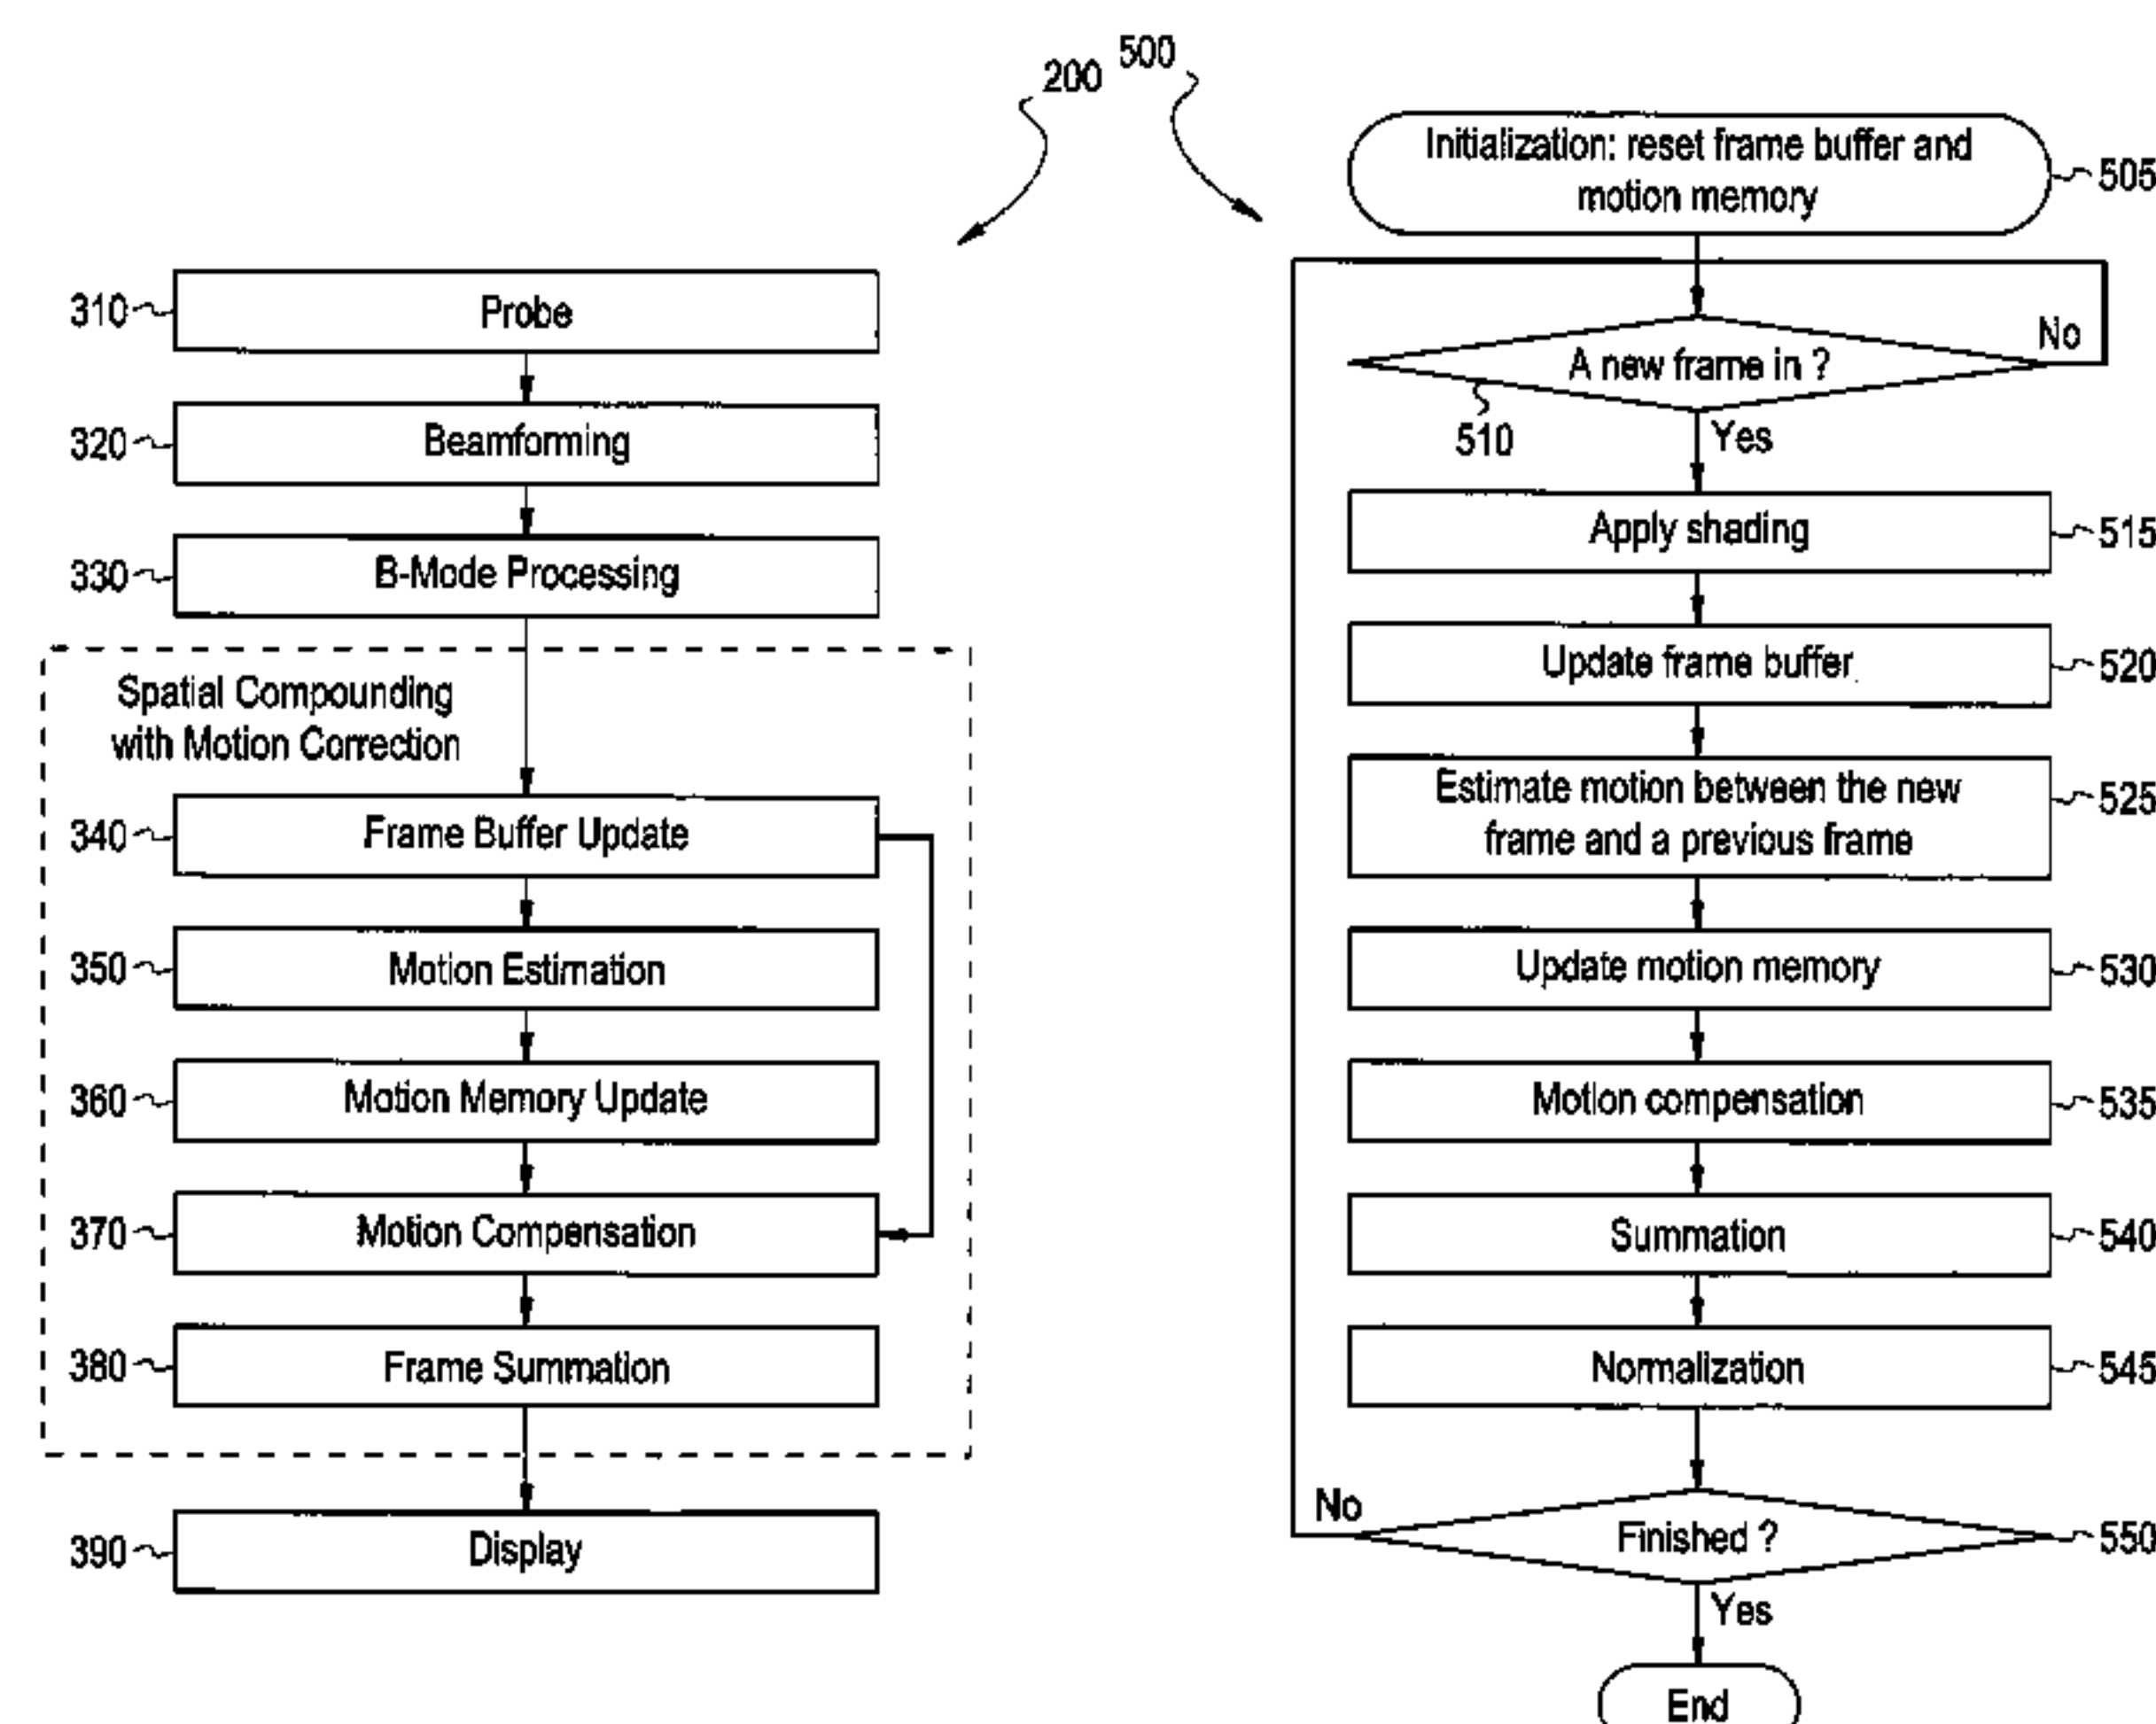 200
310
Probe
320
Beamforming
330
B-Mode Processing
Spatial Compounding
with Motion Correction
340
Frame Buffer Update
350
Motion Estimation
360
Motion Memory Update
370
Motion Compensation
380
Frame Summation
390
Display
500
Initialization: reset frame buffer and
motion memory
505
A new frame in ?
No
510
Yes
Apply shading
515
Update frame buffer
520
Estimate motion between the new
frame and a previous frame
525
Update motion memory
530
Motion compensation
535
Summation
540
Normalization
545
No
Finished ?
550
Yes
End